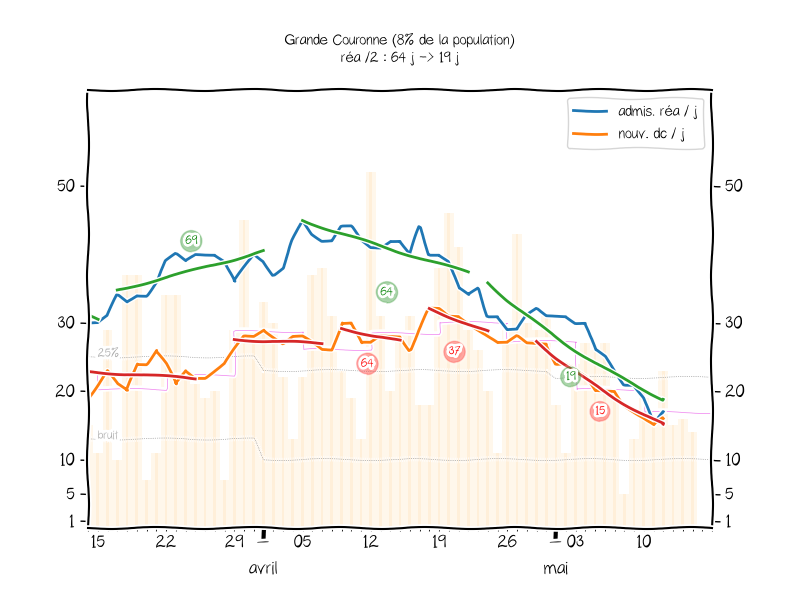 Grande Couronne (8% de la population)
réa /2 : 64 j -> 19 j
admis. réa / j
nouv. dc / j
50
50
69
64
30
30
25%
64
37
19
20
20
15
bruit
10
10
5
5
1
1
15 22 29 05 12 19 26 03 10
avril mai